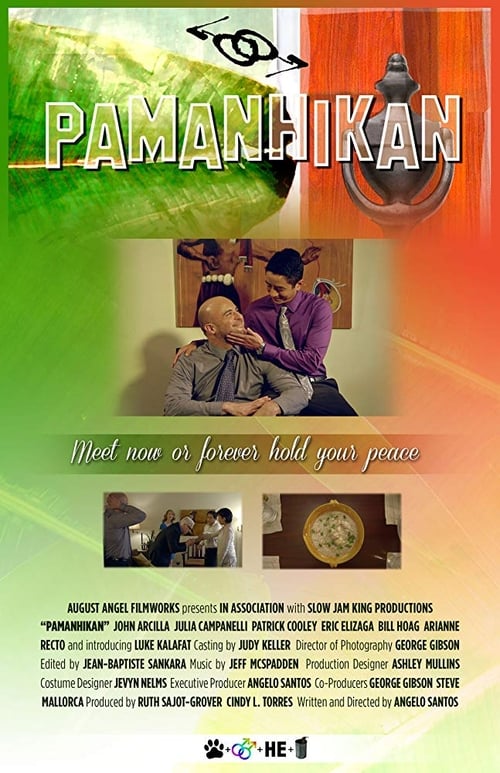 PAMANHIKAN
Meet now or forever hold your peace
AUGUST ANGEL FILMWORKS presents IN ASSOCIATION with SLOW JAM KING PRODUCTIONS
“PAMANHIKAN” JOHN ARCILLA JULIA CAMPANELLI PATRICK COOLEY ERIC ELIZAGA BILL HOAG ARIANNE
RECTO and introducing LUKE KALAFAT Casting by JUDY KELLER Director of Photography GEORGE GIBSON
Edited by JEAN-BAPTISTE SANKARA Music by JEFF MCSPADDEN Production Designer ASHLEY MULLINS
Costume Designer JEVYN NELMS Executive Producer ANGELO SANTOS Co-Producers GEORGE GIBSON STEVE
MALLORCA Produced by RUTH SAJOT-GROVER CINDY L. TORRES Written and Directed by ANGELO SANTOS
+ + HE +